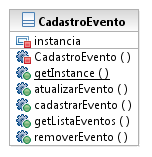 CadastroEvento
instancia
CadastroEvento ( )
getInstance ( )
atualizarEvento ( )
cadastrarEvento ( )
getListaEventos ( )
removerEvento ( )